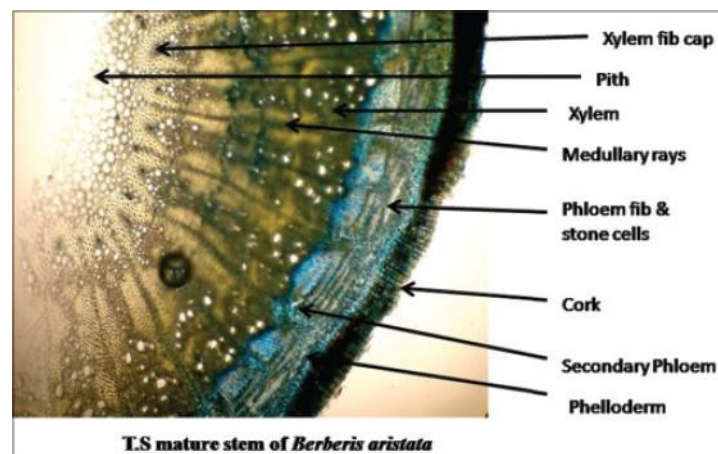 Xylem fib cap
Pith
Xylem
Medullary rays
Phloem fib &
stone cells
Cork
Secondary Phloem
Phelloderm
T.S mature stem of Berberis aristata